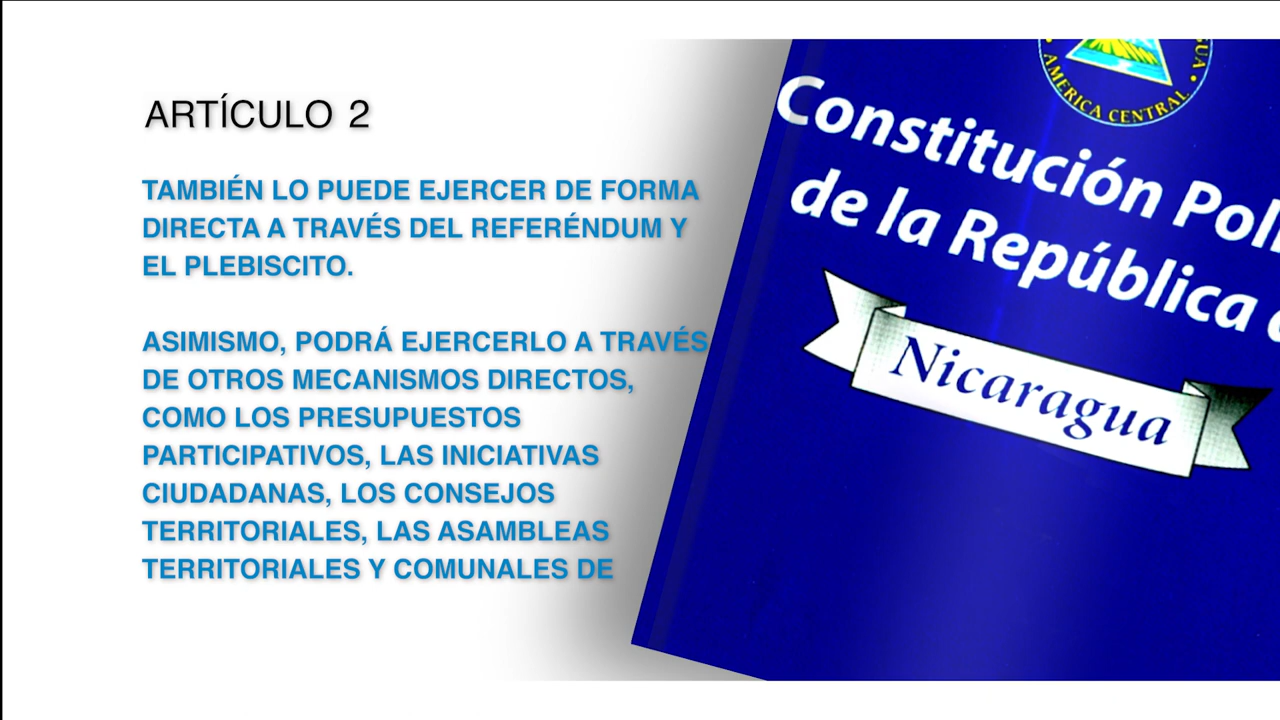 ARTÍCULO 2
TAMBIÉN LO PUEDE EJERCER DE FORMA
DIRECTA A TRAVÉS DEL REFERÉNDUM Y
EL PLEBISCITO.
ASIMISMO, PODRÁ EJERCERLO A TRAVÉS
DE OTROS MECANISMOS DIRECTOS,
COMO LOS PRESUPUESTOS
PARTICIPATIVOS, LAS INICIATIVAS
CIUDADANAS, LOS CONSEJOS
TERRITORIALES, LAS ASAMBLEAS
TERRITORIALES Y COMUNALES DE
AMERICA CENTRAL
Constitución Polí
de la República
Nicaragua